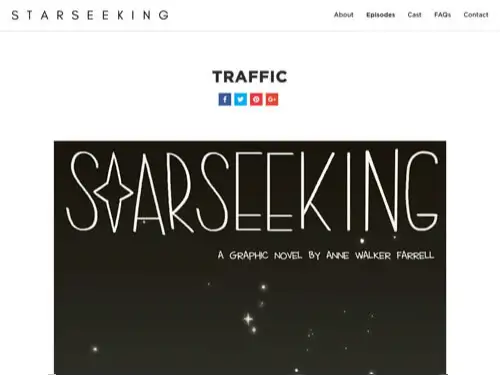 STARSEEKING
About Episodes Cast FAQs Contact
TRAFFIC
STARSEEKING
A GRAPHIC NOVEL BY ANNE WALKER FARRELL